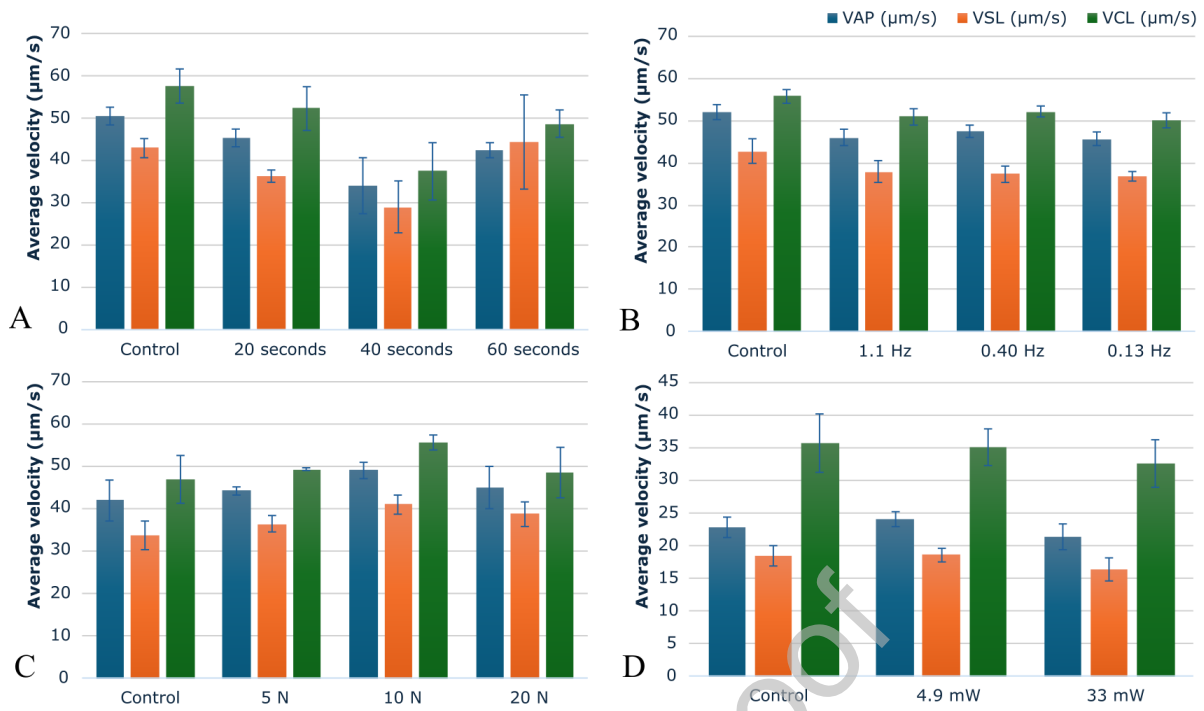 VAP (µm/s) VSL (µm/s) VCL (µm/s)
Average velocity (µm/s)
70
60
50
40
30
20
10
0
A
Control 20 seconds 40 seconds 60 seconds
Average velocity (µm/s)
70
60
50
40
30
20
10
0
B
Control 1.1 Hz 0.40 Hz 0.13 Hz
Average velocity (µm/s)
70
60
50
40
30
20
10
0
C
Control 5 N 10 N 20 N
Average velocity (µm/s)
45
40
35
30
25
20
15
10
5
0
D
Control 4.9 mW 33 mW